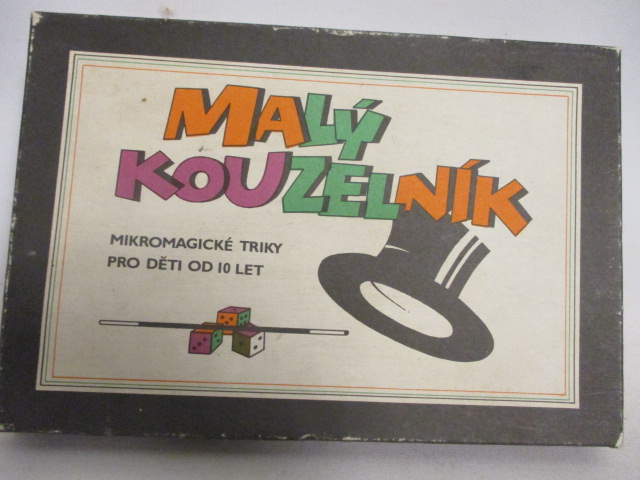 MALÝ
KOUZELNÍK
MIKROMAGICKÉ TRIKY
PRO DĚTI OD 10 LET